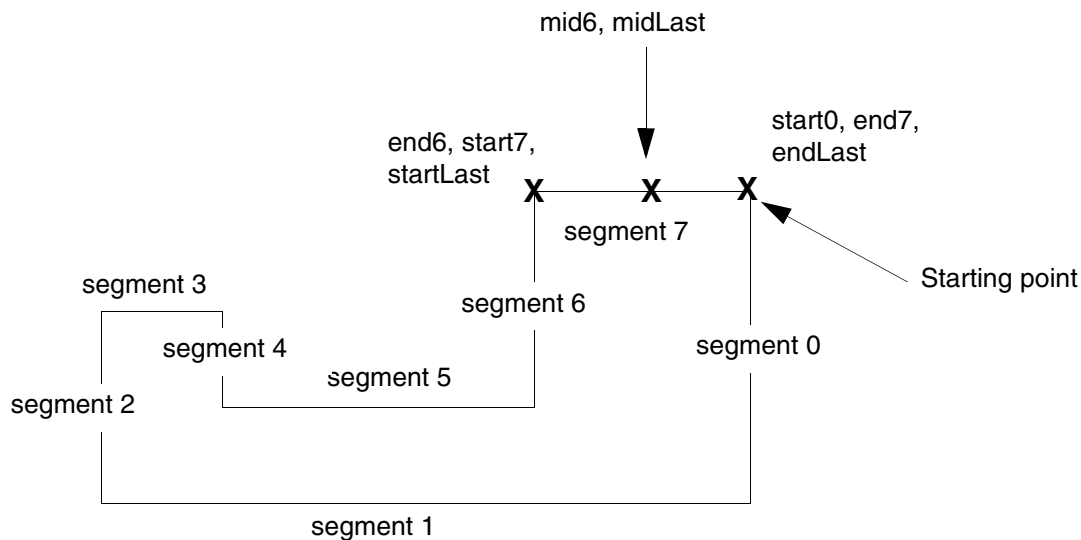 mid6, midLast
start0, end7,
endLast
end6, start7,
startLast
X
X
X
segment 7
Starting point
segment 3
segment 6
segment 4
segment 0
segment 5
segment 2
segment 1